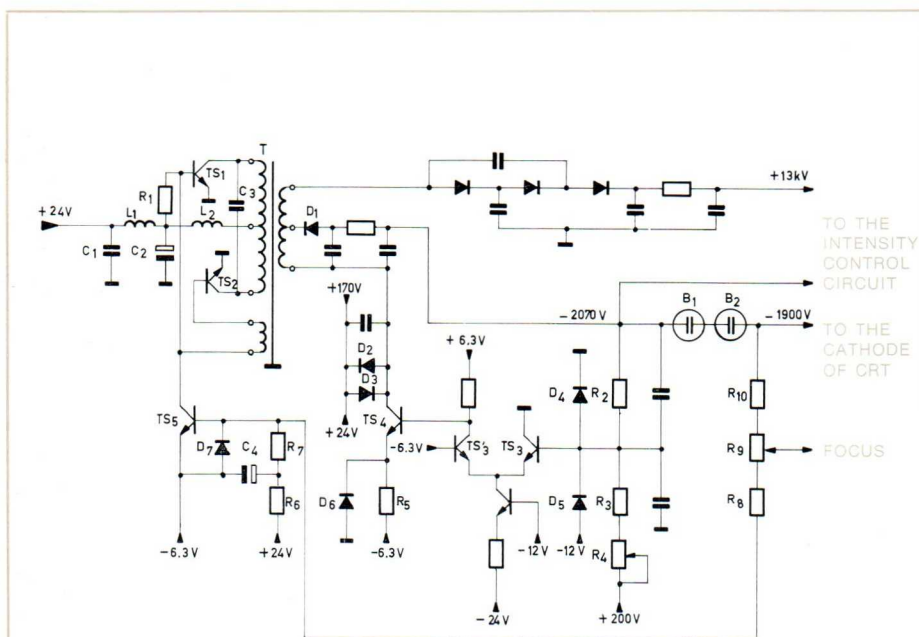 T
TS1
C3
R1
+13kV
+24V
L1
L2
D1
TO THE
INTENSITY
CONTROL
CIRCUIT
C1
C2
TS2
+170V
B1
B2
-2070V
-1900V
TO THE
CATHODE
OF CRT
D2
+6.3V
D3
D4
R2
R10
TS5
TS4
+24V
D7
C4
R7
-6.3V
TS'3
TS3
R9
FOCUS
D6
R5
D5
R3
R8
R6
-12V
-12V
R4
-6.3V
+24V
-6.3V
-24V
+200V